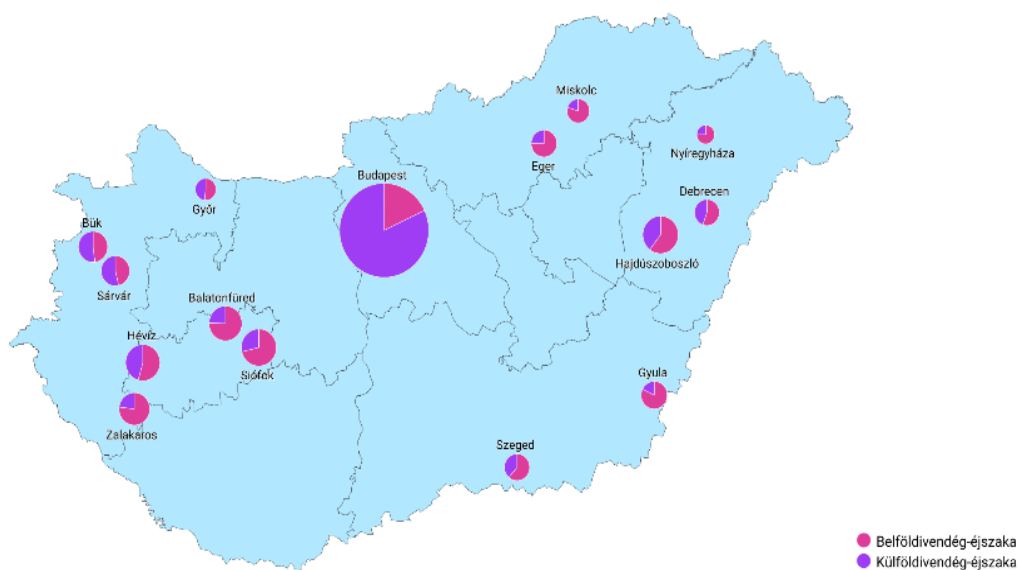 Miskolc
Nyíregyháza
Eger
Budapest
Debrecen
Győr
Bük
Hajdúszoboszló
Sárvár
Balatonfüred
Hévíz
Siófok
Gyula
Zalakaros
Szeged
Belföldivendég-éjszaka
Külföldivendég-éjszaka